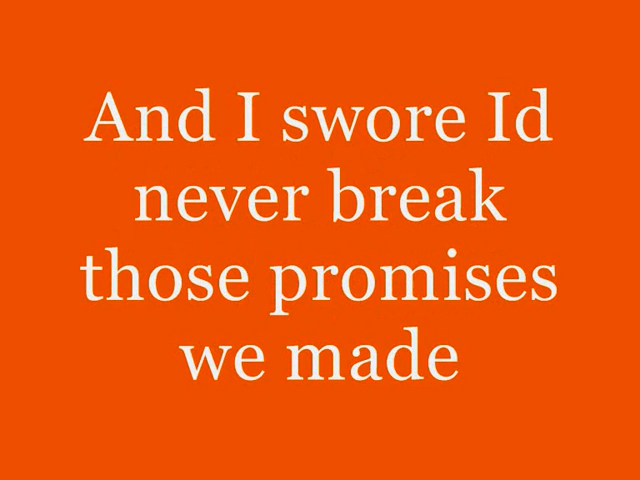 And I swore Id
never break
those promises
we made